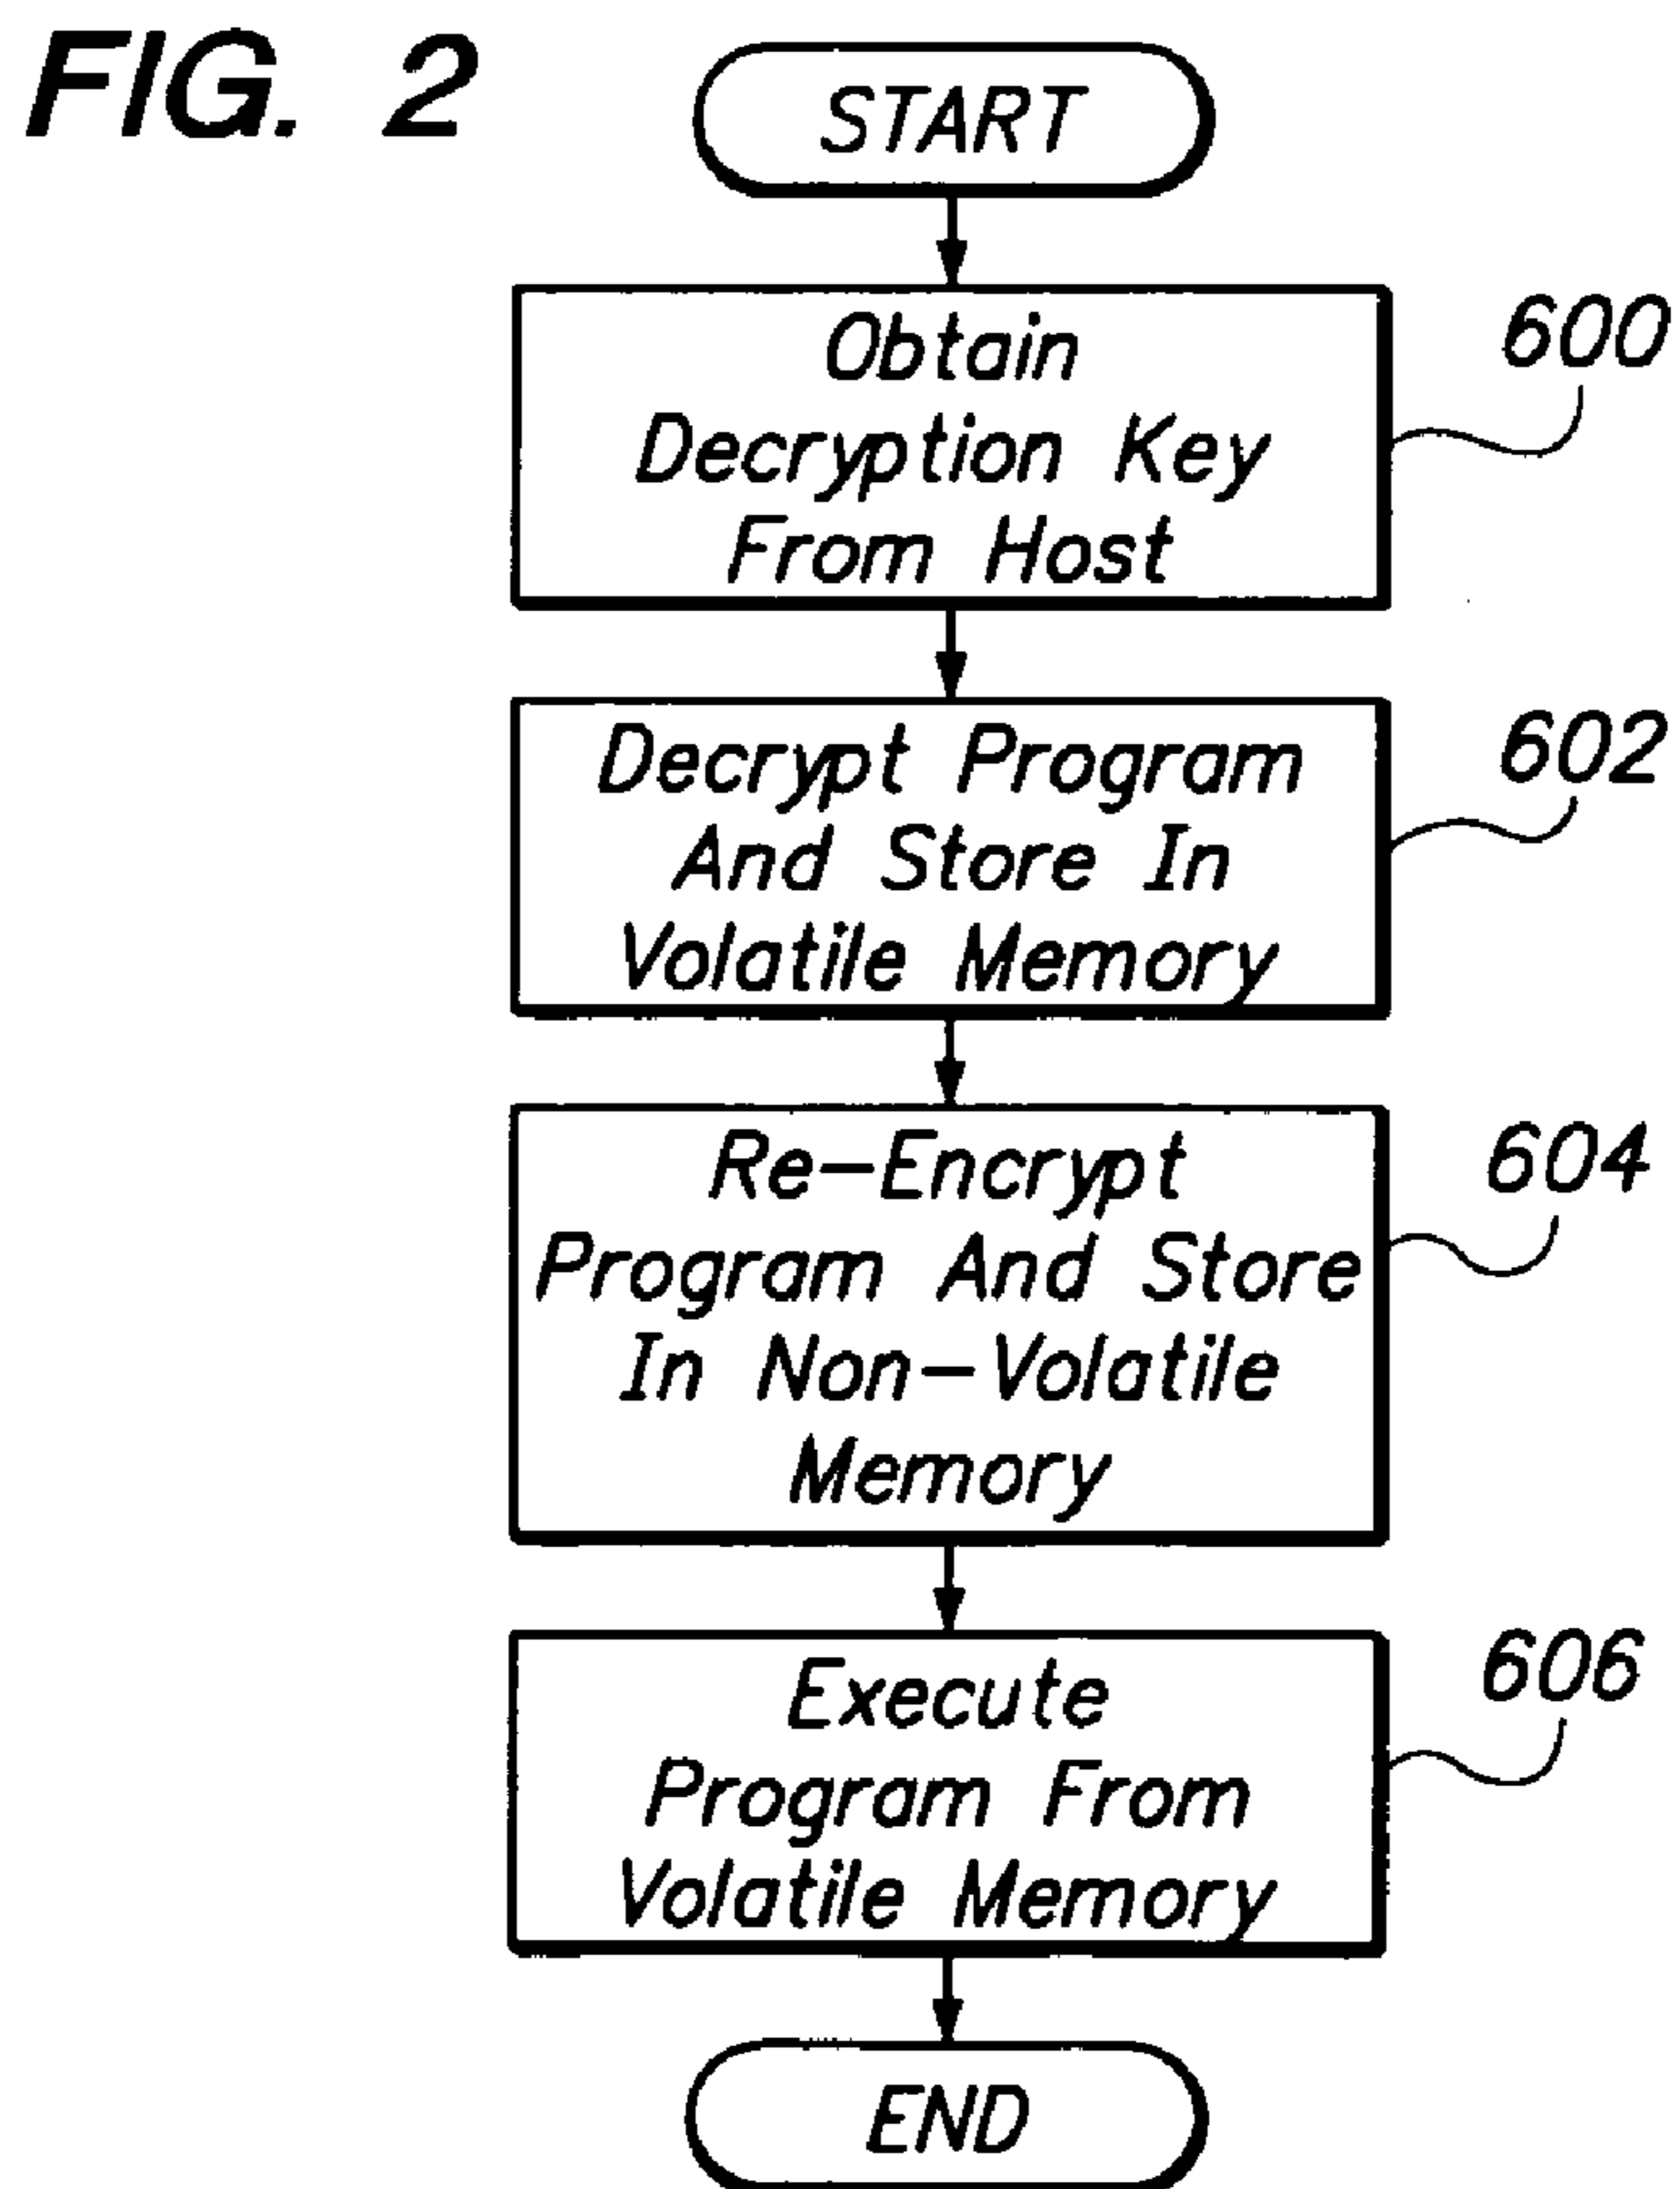 FIG. 2
START
Obtain
Decryption Key
From Host
600
Decrypt Program
And Store In
Volatile Memory
602
Re-Encrypt
Program And Store
In Non-Volatile
Memory
604
Execute
Program From
Volatile Memory
606
END